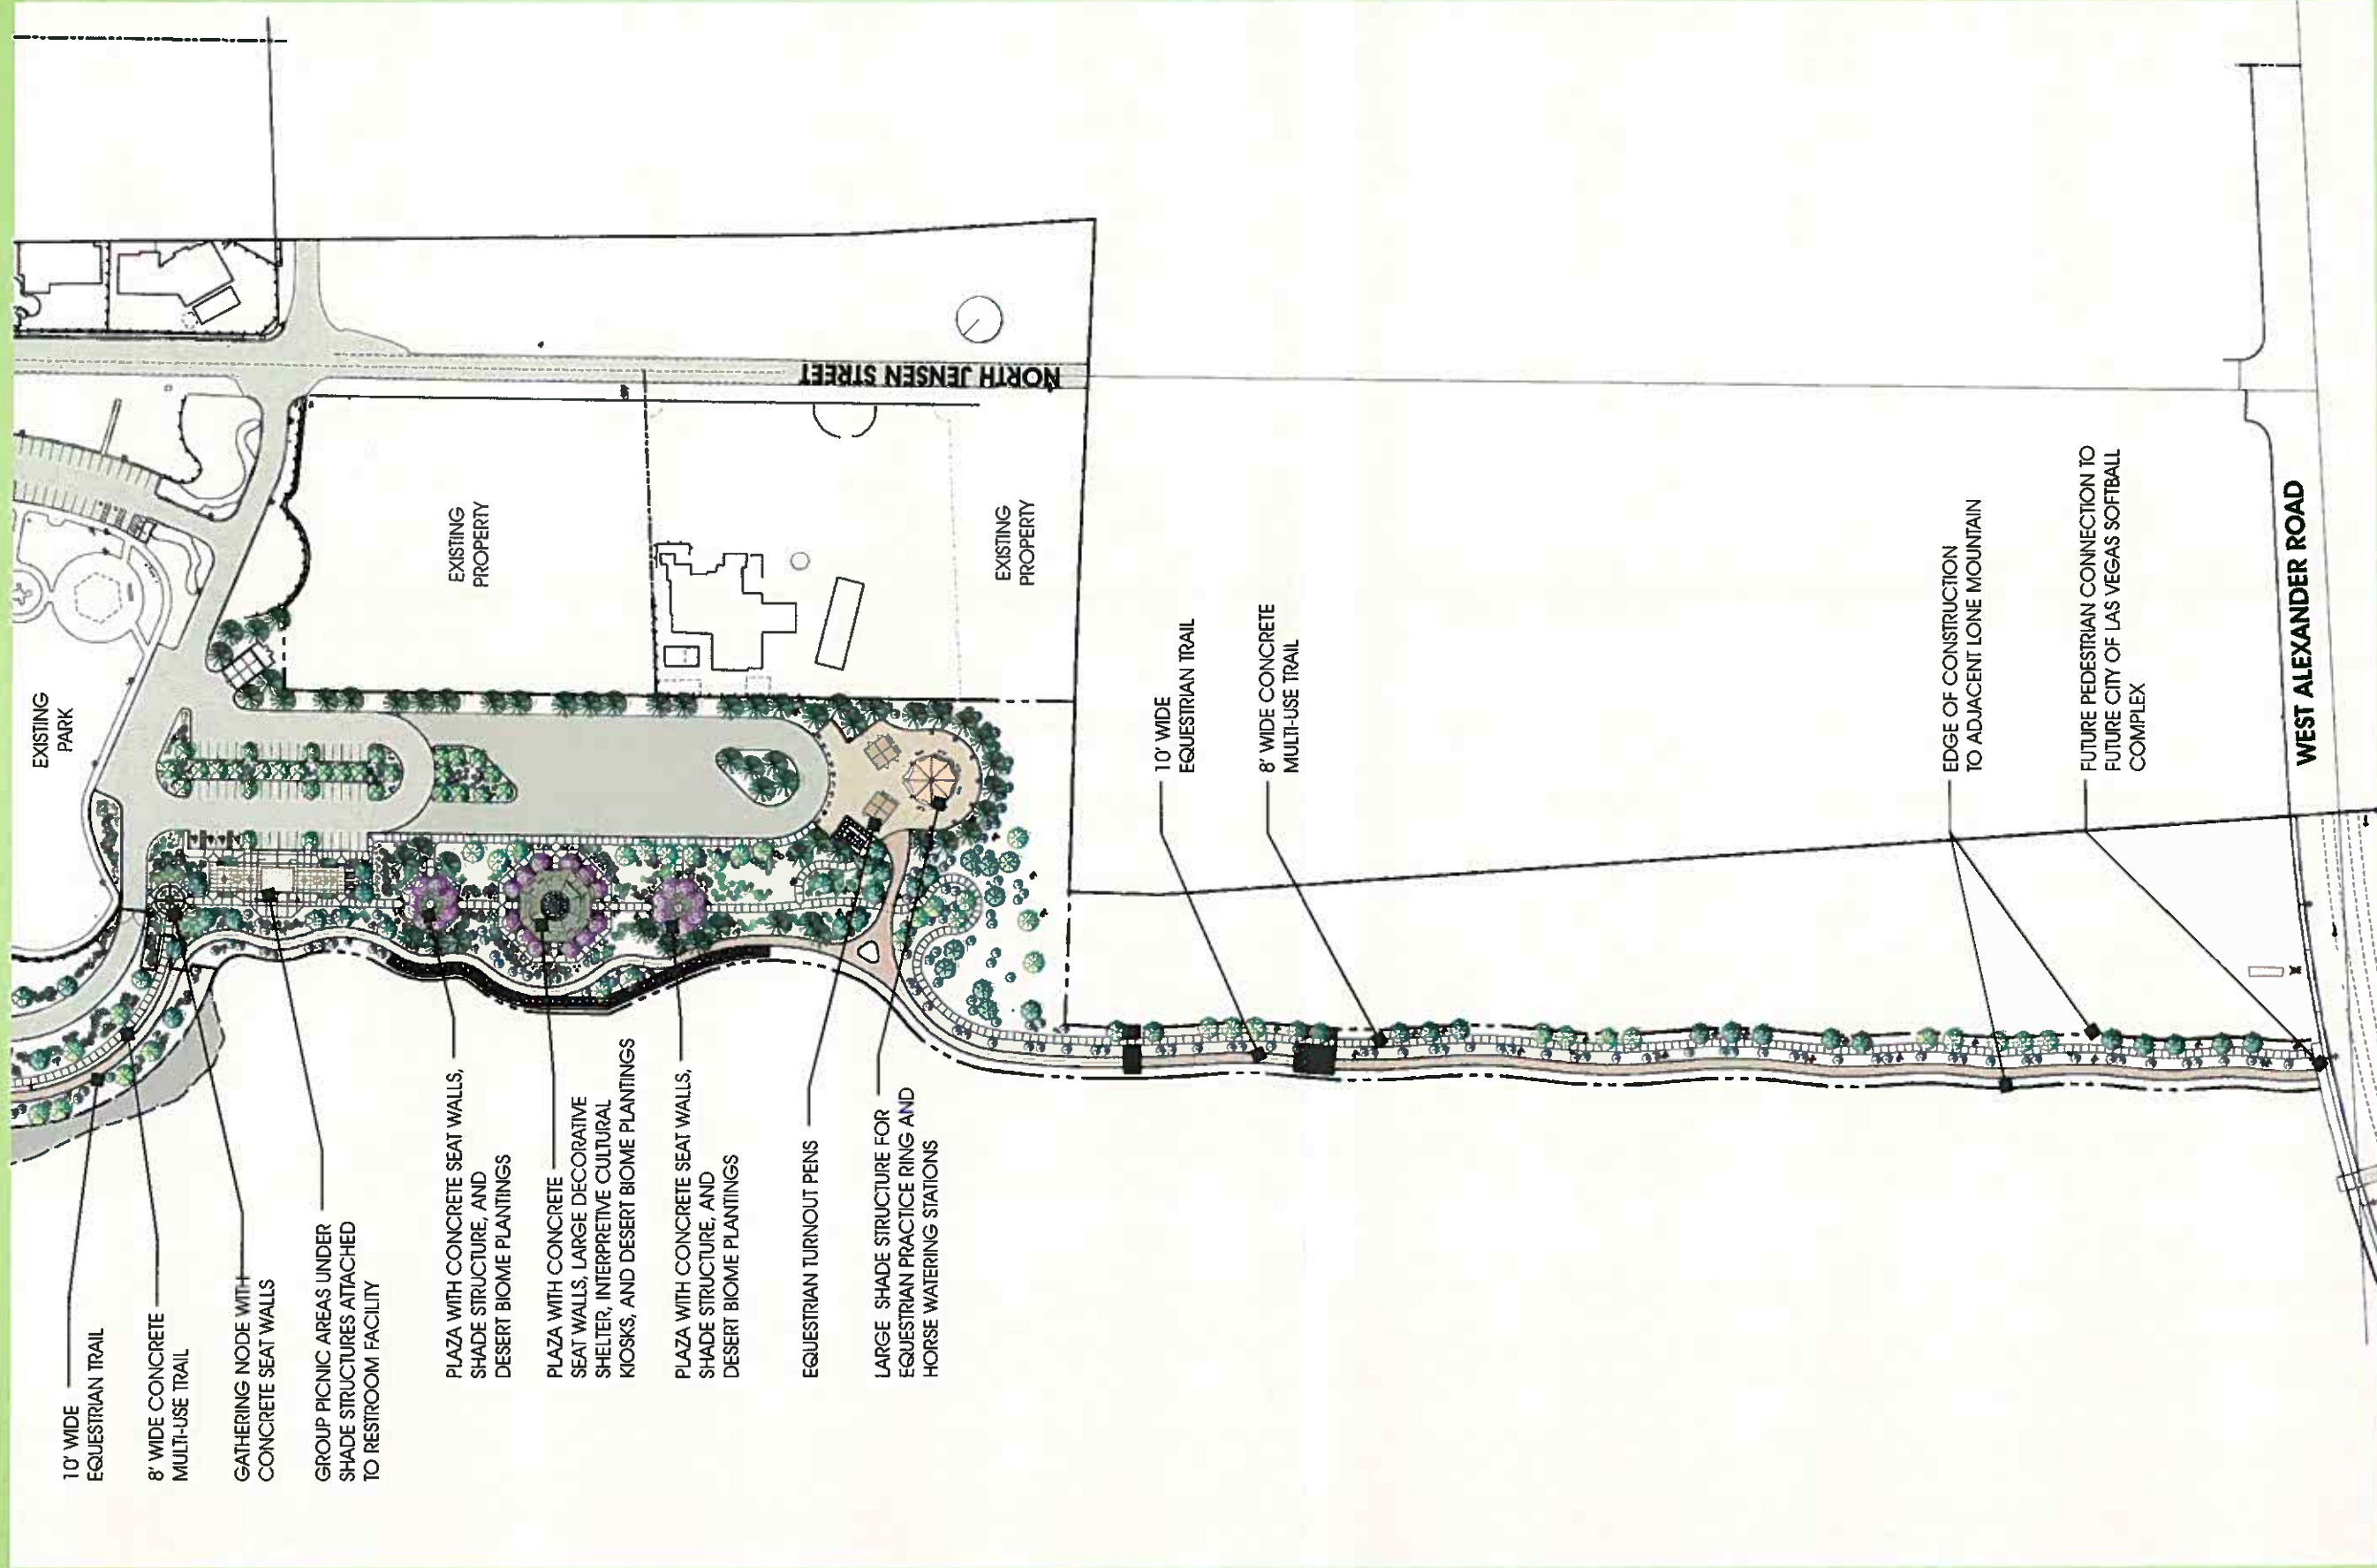 10' WIDE
EQUESTRIAN TRAIL
8' WIDE CONCRETE
MULTI-USE TRAIL
GATHERING NODE WITH
CONCRETE SEAT WALLS
GROUP PICNIC AREAS UNDER
SHADE STRUCTURES ATTACHED
TO RESTROOM FACILITY
PLAZA WITH CONCRETE SEAT WALLS,
SHADE STRUCTURE, AND
DESERT BIOME PLANTINGS
PLAZA WITH CONCRETE
SEAT WALLS, LARGE DECORATIVE
SHELTER, INTERPRETIVE CULTURAL
KIOSKS, AND DESERT BIOME PLANTINGS
PLAZA WITH CONCRETE SEAT WALLS,
SHADE STRUCTURE, AND
DESERT BIOME PLANTINGS
EQUESTRIAN TURNOUT PENS
LARGE SHADE STRUCTURE FOR
EQUESTRIAN PRACTICE RING AND
HORSE WATERING STATIONS
EXISTING
PARK
EXISTING
PROPERTY
EXISTING
PROPERTY
NORTH JENSEN STREET
10' WIDE
EQUESTRIAN TRAIL
8' WIDE CONCRETE
MULTI-USE TRAIL
EDGE OF CONSTRUCTION
TO ADJACENT LONE MOUNTAIN
FUTURE PEDESTRIAN CONNECTION TO
FUTURE CITY OF LAS VEGAS SOFTBALL
COMPLEX
WEST ALEXANDER ROAD